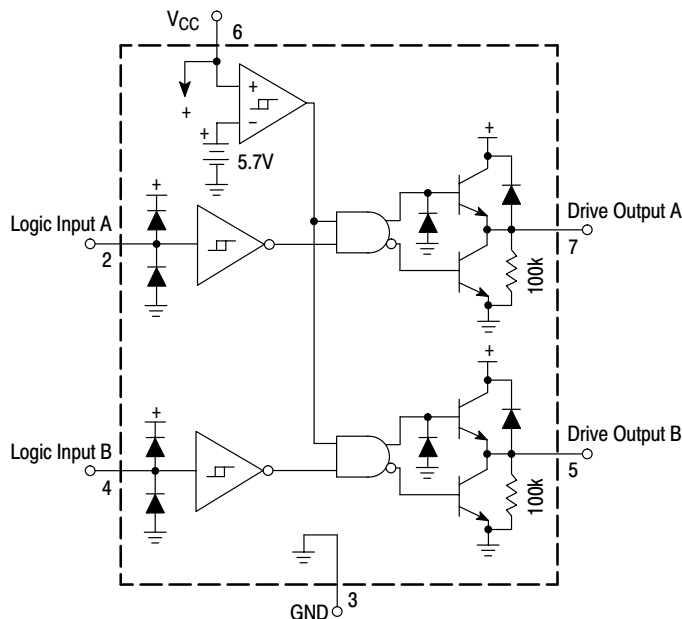 VCC
6
+
+
−
+
5.7V
+
+
Logic Input A
2
Drive Output A
7
100k
+
+
Logic Input B
4
Drive Output B
5
100k
3
GND